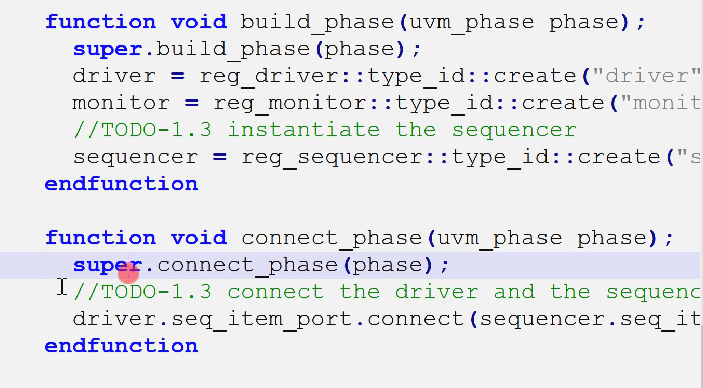 function void build_phase(uvm_phase phase);
super.build_phase(phase);
driver = reg_driver::type_id::create("driver"
monitor = reg_monitor::type_id::create("monit
//TODO-1.3 instantiate the sequencer
sequencer = reg_sequencer::type_id::create("s
endfunction
function void connect_phase(uvm_phase phase);
super.connect_phase(phase);
//TODO-1.3 connect the driver and the sequenc
driver.seq_item_port.connect(sequencer.seq_it
endfunction